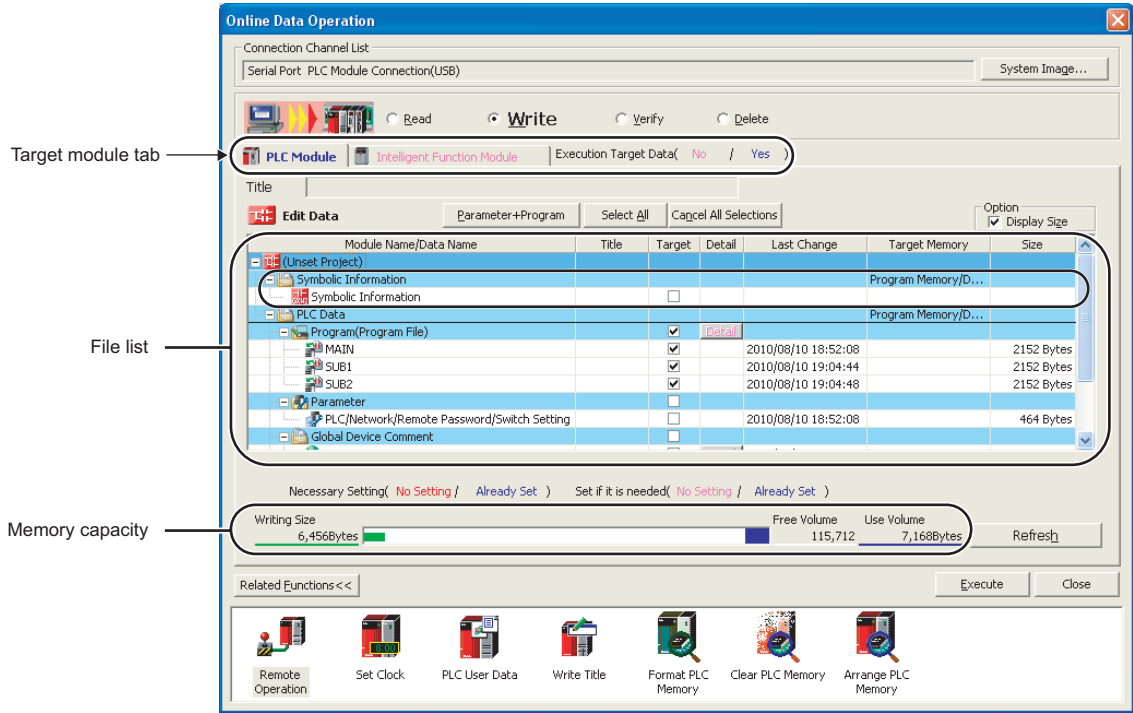 Online Data Operation
Connection Channel List
Serial Port PLC Module Connection(USB)
System Image...
Read
Write
Verify
Delete
Target module tab
PLC Module
Intelligent Function Module
Execution Target Data( No / Yes )
Title
Edit Data
Parameter+Program
Select All
Cancel All Selections
Option
Display Size
Module Name/Data Name Title Target Detail Last Change Target Memory Size
(Unset Project)
Symbolic Information Program Memory/D...
Symbolic Information
PLC Data Program Memory/D...
Program(Program File) Detail
File list
MAIN 2010/08/10 18:52:08 2152 Bytes
SUB1 2010/08/10 19:04:44 2152 Bytes
SUB2 2010/08/10 19:04:48 2152 Bytes
Parameter
PLC/Network/Remote Password/Switch Setting 2010/08/10 18:52:08 464 Bytes
Global Device Comment
Necessary Setting( No Setting / Already Set ) Set if it is needed( No Setting / Already Set )
Memory capacity
Writing Size Free Volume Use Volume
6,456Bytes 115,712 7,168Bytes
Refresh
Related Functions<<
Execute
Close
Remote
Operation
Set Clock
PLC User Data
Write Title
Format PLC
Memory
Clear PLC Memory
Arrange PLC
Memory